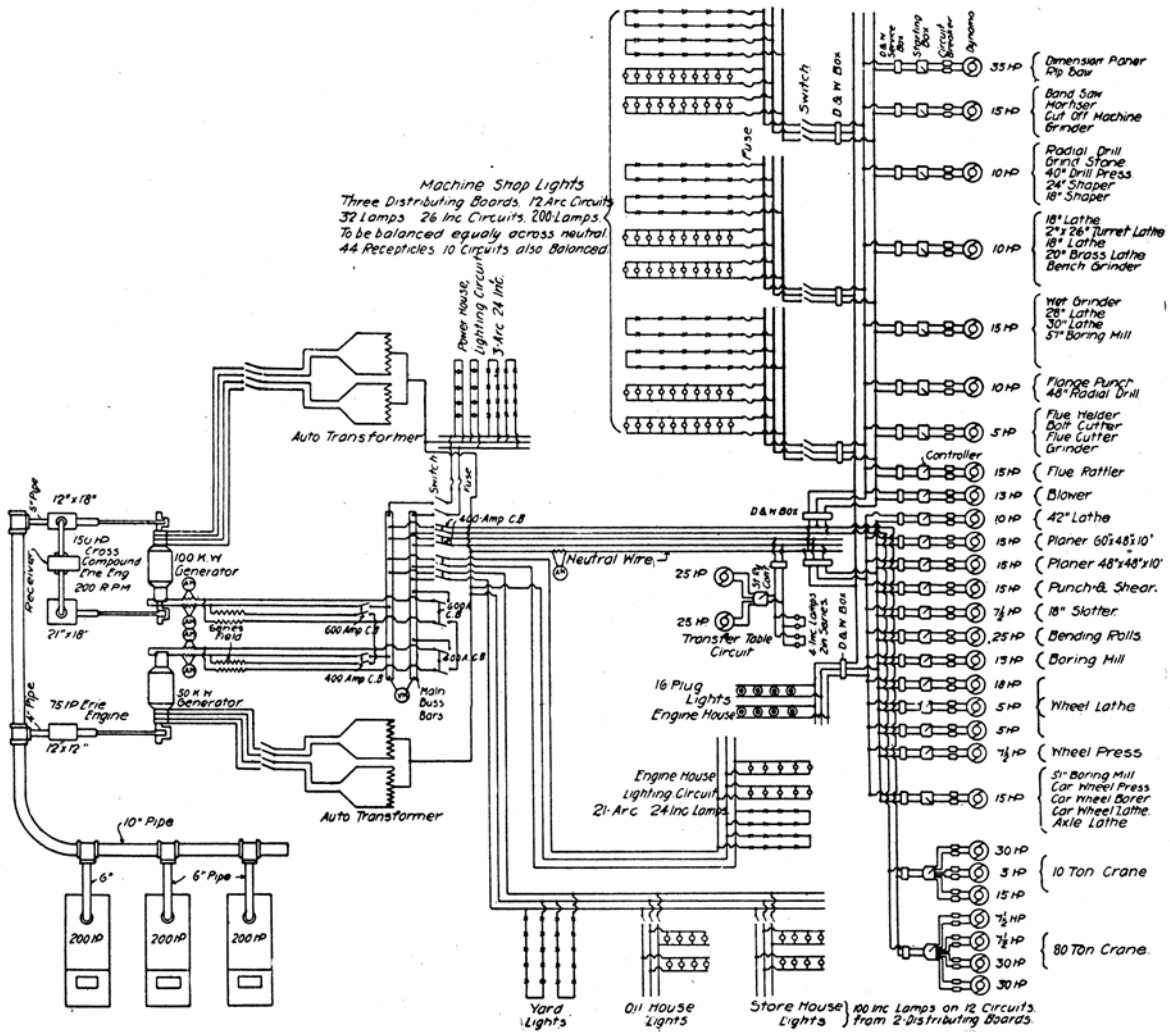 D & W
Service
Box
Starting
Box
Circuit
Breaker
Dynamo
35 HP
Dimension Planer
Rip Saw
15 HP
Band Saw
Mortiser
Cut Off Machine
Grinder
10 HP
Radial Drill
Grind Stone
40" Drill Press
24" Shaper
18" Shaper
10 HP
18" Lathe
2" x 26" Turret Lathe
18" Lathe
20" Brass Lathe
Bench Grinder
15 HP
Wet Grinder
28" Lathe
30" Lathe
57" Boring Mill
10 HP
Flange Punch
48" Radial Drill
5 HP
Flue Welder
Bolt Cutter
Flue Cutter
Grinder
Controller
15 HP
Flue Rattler
13 HP
Blower
10 HP
42" Lathe
15 HP
Planer 60"x48"x10'
15 HP
Planer 48"x48"x10'
15 HP
Punch & Shear.
7½ HP
18" Slotter
25 HP
Bending Rolls
15 HP
Boring Mill
18 HP
5 HP
5 HP
Wheel Lathe
7½ HP
Wheel Press
15 HP
51" Boring Mill
Car Wheel Press
Car Wheel Borer
Car Wheel Lathe.
Axle Lathe
30 HP
3 HP
15 HP
10 Ton Crane
7½ HP
7½ HP
30 HP
30 HP
80 Ton Crane.
Switch
D & W Box
Fuse
Machine Shop Lights
Three Distributing Boards. 12 Arc Circuits
32 Lamps 26 Inc Circuits. 200 Lamps.
To be balanced equaly across neutral.
44 Recepticles 10 Circuits also Balanced.
Power House,
Lighting Circuit
3-Arc 24 Inc.
Auto Transformer
Switch
Fuse
400-Amp C.B
D & W Box
Neutral Wire
AM
5" Pipe
12" x 18"
150 HP
Cross
Compound
Erie Eng
200 RPM
Receiver
21" x 18"
100 K.W
Generator
AM
AM
Series
Field
600 Amp C.B
600A
C.B
400 Amp C.B
400A C.B
VM
Main
Buss
Bars
50 K.W
Generator
4" Pipe
75 HP Erie
Engine
12" x 12"
Auto Transformer
25 HP
25 HP
Transfer Table
Circuit
4 Inc Lamps
2 in Series
D & W Box
16 Plug
Lights
Engine House
Engine House
Lighting Circuit
21-Arc 24 Inc Lamps
10" Pipe
6"
6" Pipe
200 HP
200 HP
200 HP
Yard
Lights
Oil House
Lights
Store House
Lights
100 Inc Lamps on 12 Circuits.
from 2-Distributing Boards.